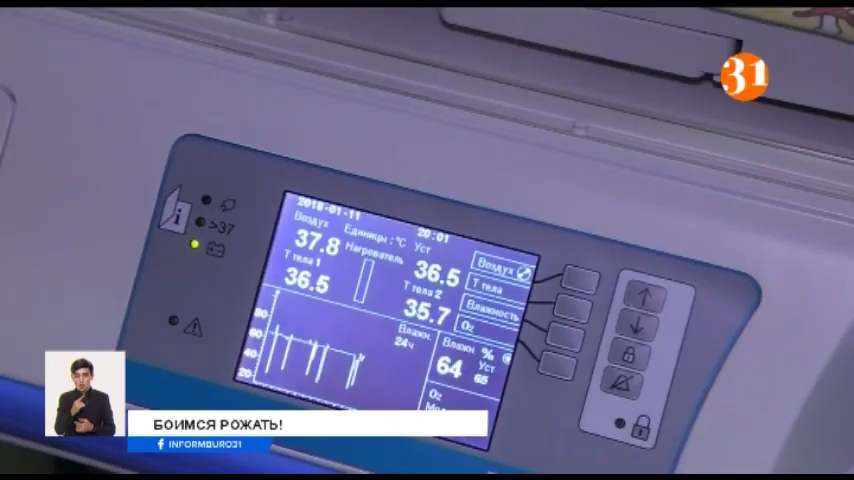 31
i
>37
2018-01-11
20:01
Воздух
Единицы : °C
Уст
37.8
Нагреватель
36.5
Воздух
Т тела 1
Т тела
36.5
Т тела 2
Влажность
35.7
O₂
Влажн.
24ч
Влажн
%
64
Уст
65
80
60
40
20
O₂
БОИМСЯ РОЖАТЬ!
INFORMBURO31